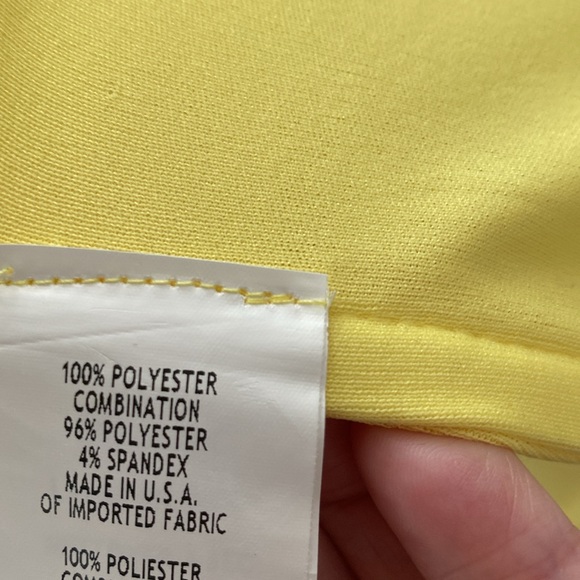 100% POLYESTER
COMBINATION
96% POLYESTER
4% SPANDEX
MADE IN U.S.A.
OF IMPORTED FABRIC
100% POLIESTER